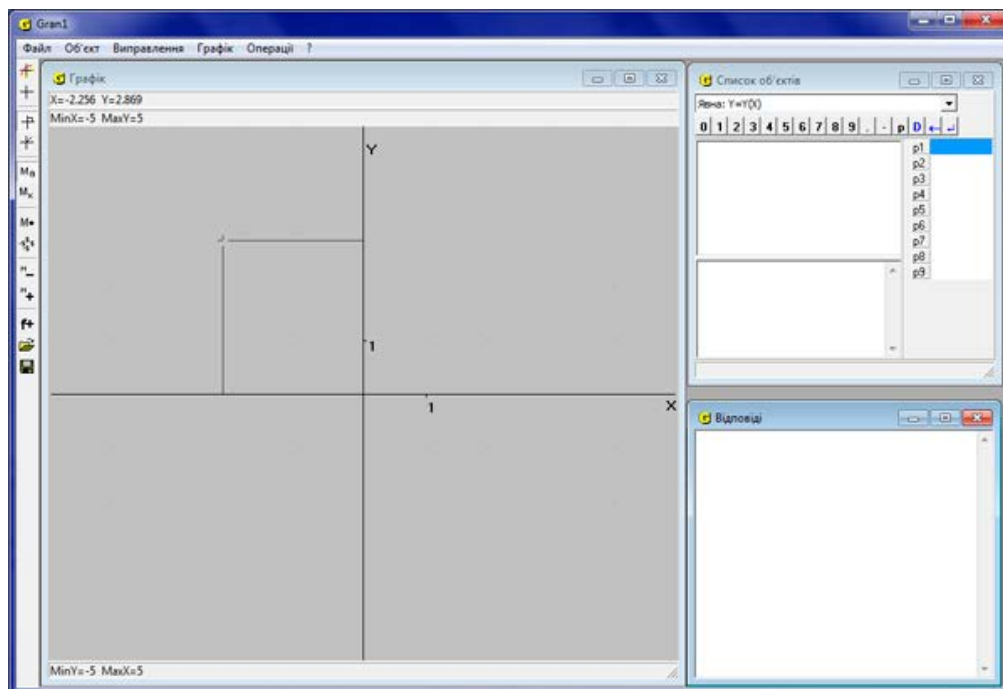 Gran1
Файл Об'єкт Виправлення Графік Операції ?
Графік
X=-2.256 Y=2.869
MinX=-5 MaxY=5
Y
1
1
X
MinY=-5 MaxX=5
Список об'єктів
Явна: Y=Y(X)
0 1 2 3 4 5 6 7 8 9 . - p D ← ↵
p1
p2
p3
p4
p5
p6
p7
p8
p9
Відповіді